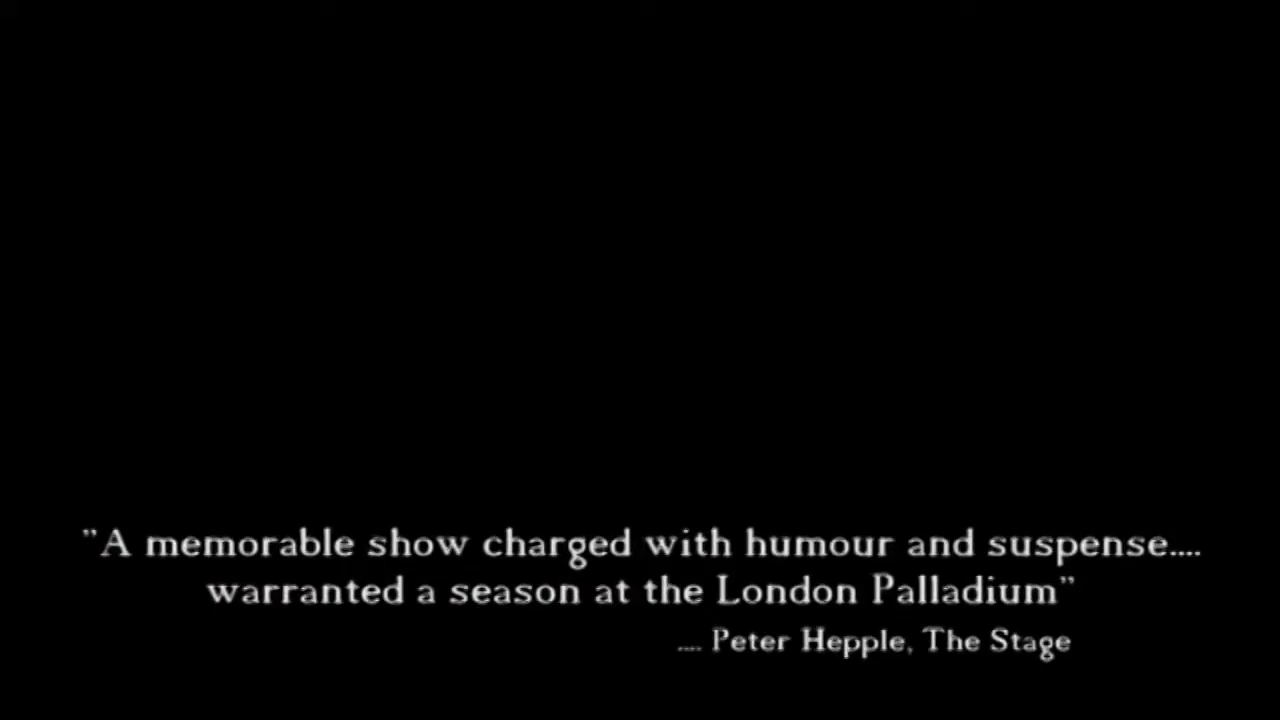 "A memorable show charged with humour and suspense....
warranted a season at the London Palladium"
.... Peter Hepple, The Stage